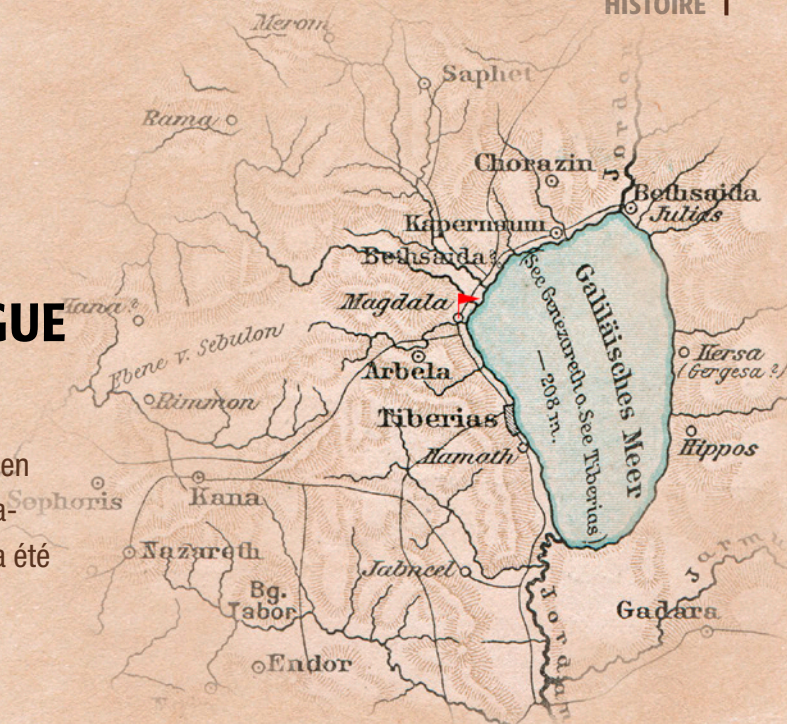 HISTOIRE
Merom
Saphet
Rama
Chorazin
Jordan
Bethsaida
Julias
Kapernaum
Bethsaida?
Magdala
GUE
Kana?
Ebene v. Sebulon
Arbela
Galiläisches Meer
(See Genezareth o. See Tiberias)
—208 m.
Kersa
(Gergesa ?)
Rimmon
Tiberias
Hamath
Hippos
en
Sephoris
Kana
a-
a été
Nazareth
Jabneel
Jarmu
Bg.
Tabor
Gadara
Jordan
Endor